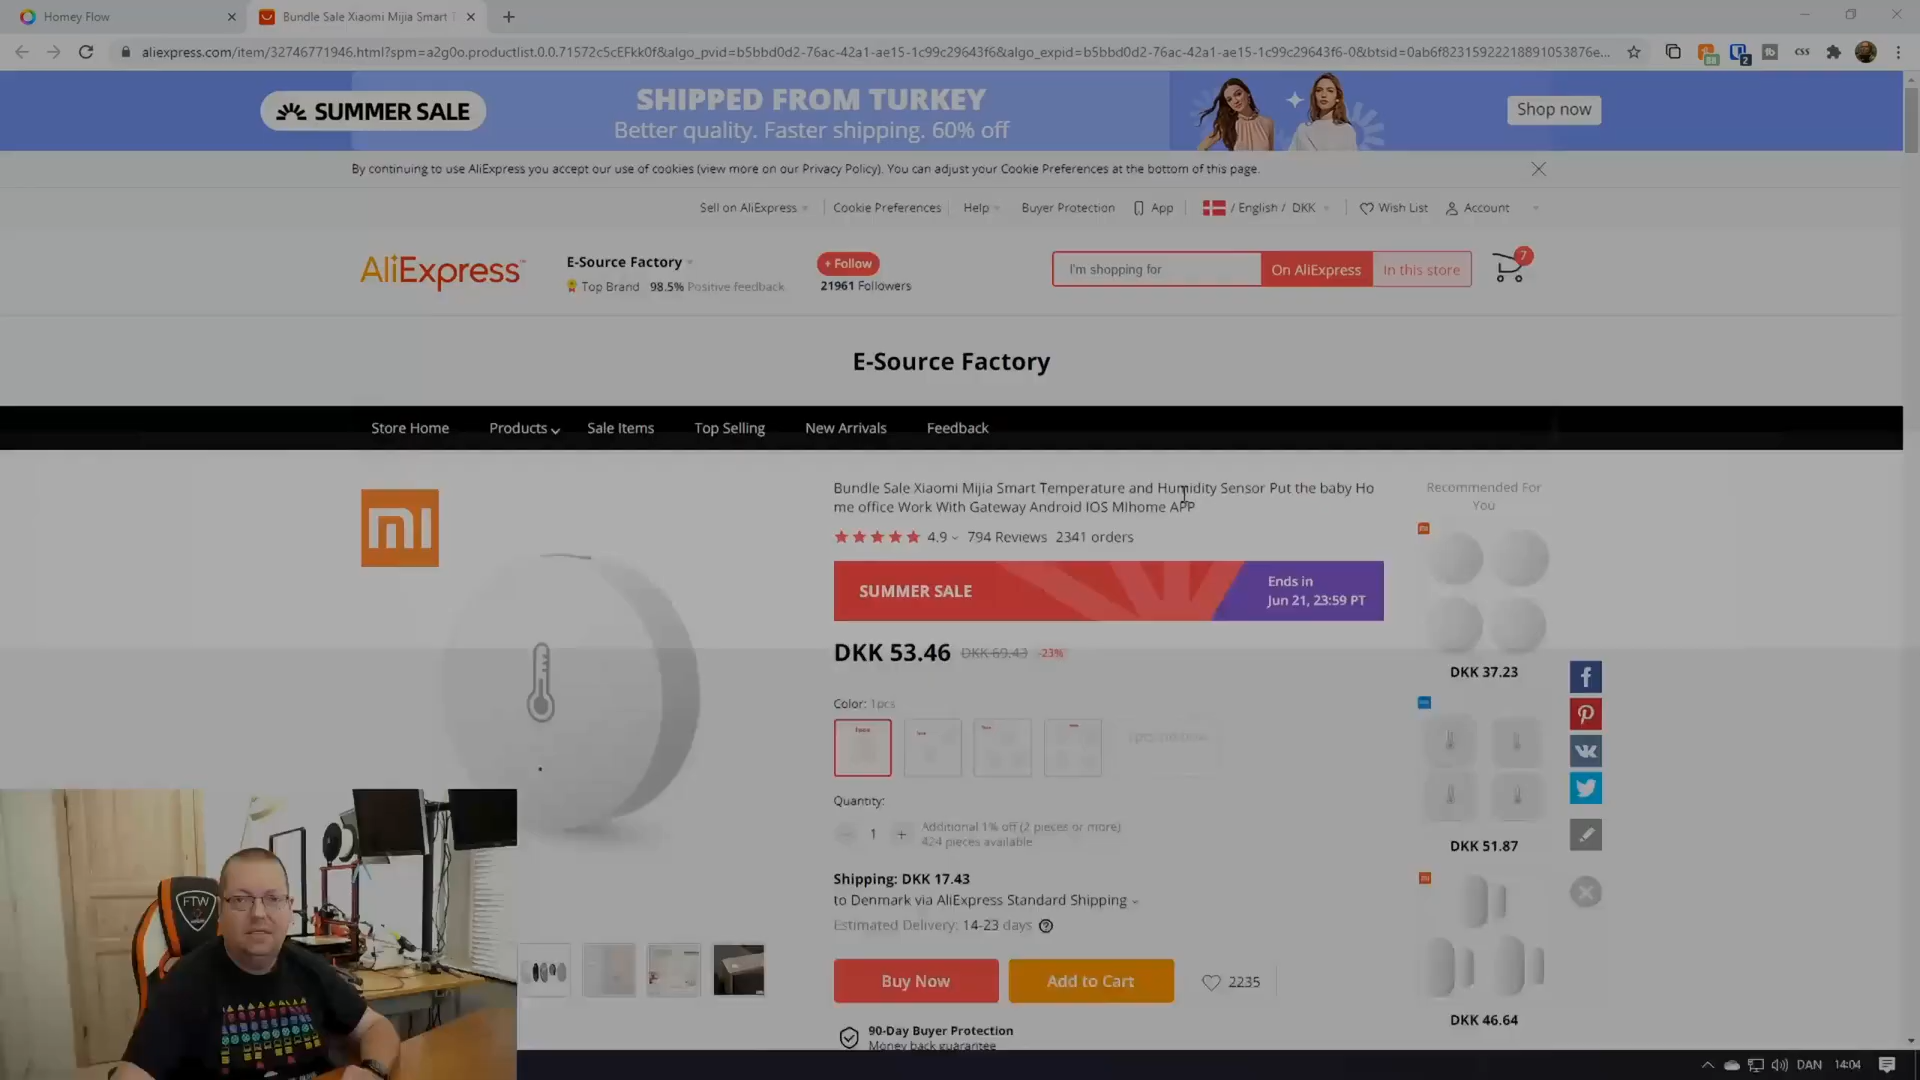 Homey Flow
Bundle Sale Xiaomi Mijia Smart T
aliexpress.com/item/32746771946.html?spm=a2g0o.productlist.0.0.71572c5cEFkk0f&algo_pvid=b5bbd0d2-76ac-42a1-ae15-1c99c29643f6&algo_expid=b5bbd0d2-76ac-42a1-ae15-1c99c29643f6-0&btsid=0ab6f82315922218891053876e...
SUMMER SALE
SHIPPED FROM TURKEY
Better quality. Faster shipping. 60% off
Shop now
By continuing to use AliExpress you accept our use of cookies (view more on our Privacy Policy). You can adjust your Cookie Preferences at the bottom of this page.
Sell on AliExpress
Cookie Preferences
Help
Buyer Protection
App
/ English / DKK
Wish List
Account
AliExpress
E-Source Factory
Top Brand 98.5% Positive feedback
+ Follow
21961 Followers
I'm shopping for
On AliExpress
In this store
7
E-Source Factory
Store Home
Products
Sale Items
Top Selling
New Arrivals
Feedback
Bundle Sale Xiaomi Mijia Smart Temperature and Humidity Sensor Put the baby Ho
me office Work With Gateway Android IOS MIhome APP
4.9
794 Reviews
2341 orders
SUMMER SALE
Ends in
Jun 21, 23:59 PT
DKK 53.46 DKK 69.43 -23%
Color: 1pcs
Quantity:
1
Additional 1% off (2 pieces or more)
424 pieces available
Shipping: DKK 17.43
to Denmark via AliExpress Standard Shipping
Estimated Delivery: 14-23 days
Buy Now
Add to Cart
2235
90-Day Buyer Protection
Money back guarantee
Recommended For
You
DKK 37.23
DKK 51.87
DKK 46.64
FTW
DAN
14:04